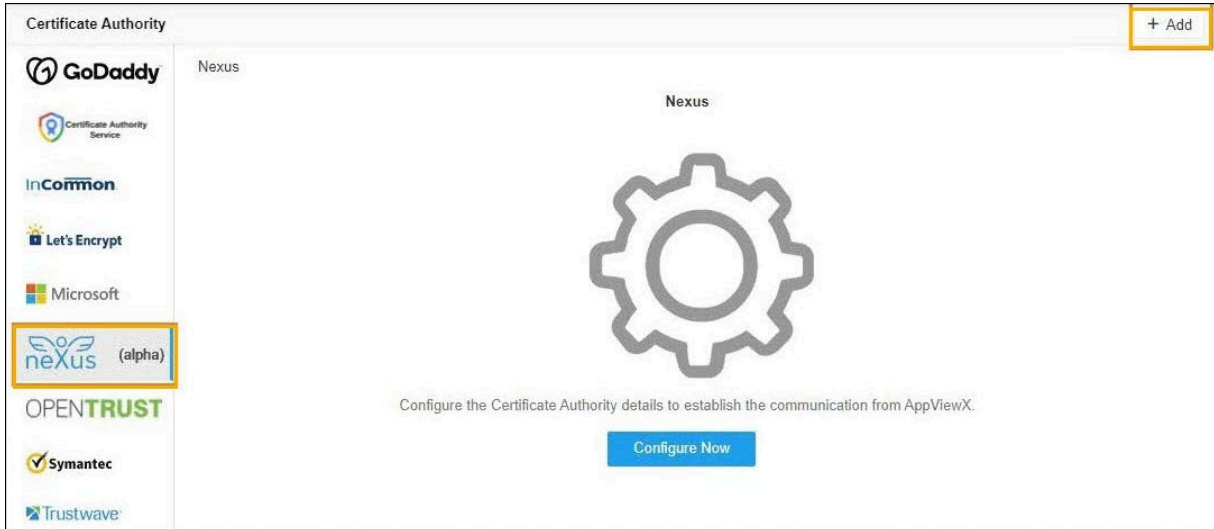 Certificate Authority
+ Add
GoDaddy
Nexus
Nexus
Certificate Authority
Service
InCommon
Let's Encrypt
Microsoft
neXus (alpha)
OPENTRUST
Configure the Certificate Authority details to establish the communication from AppViewX.
Configure Now
Symantec
Trustwave